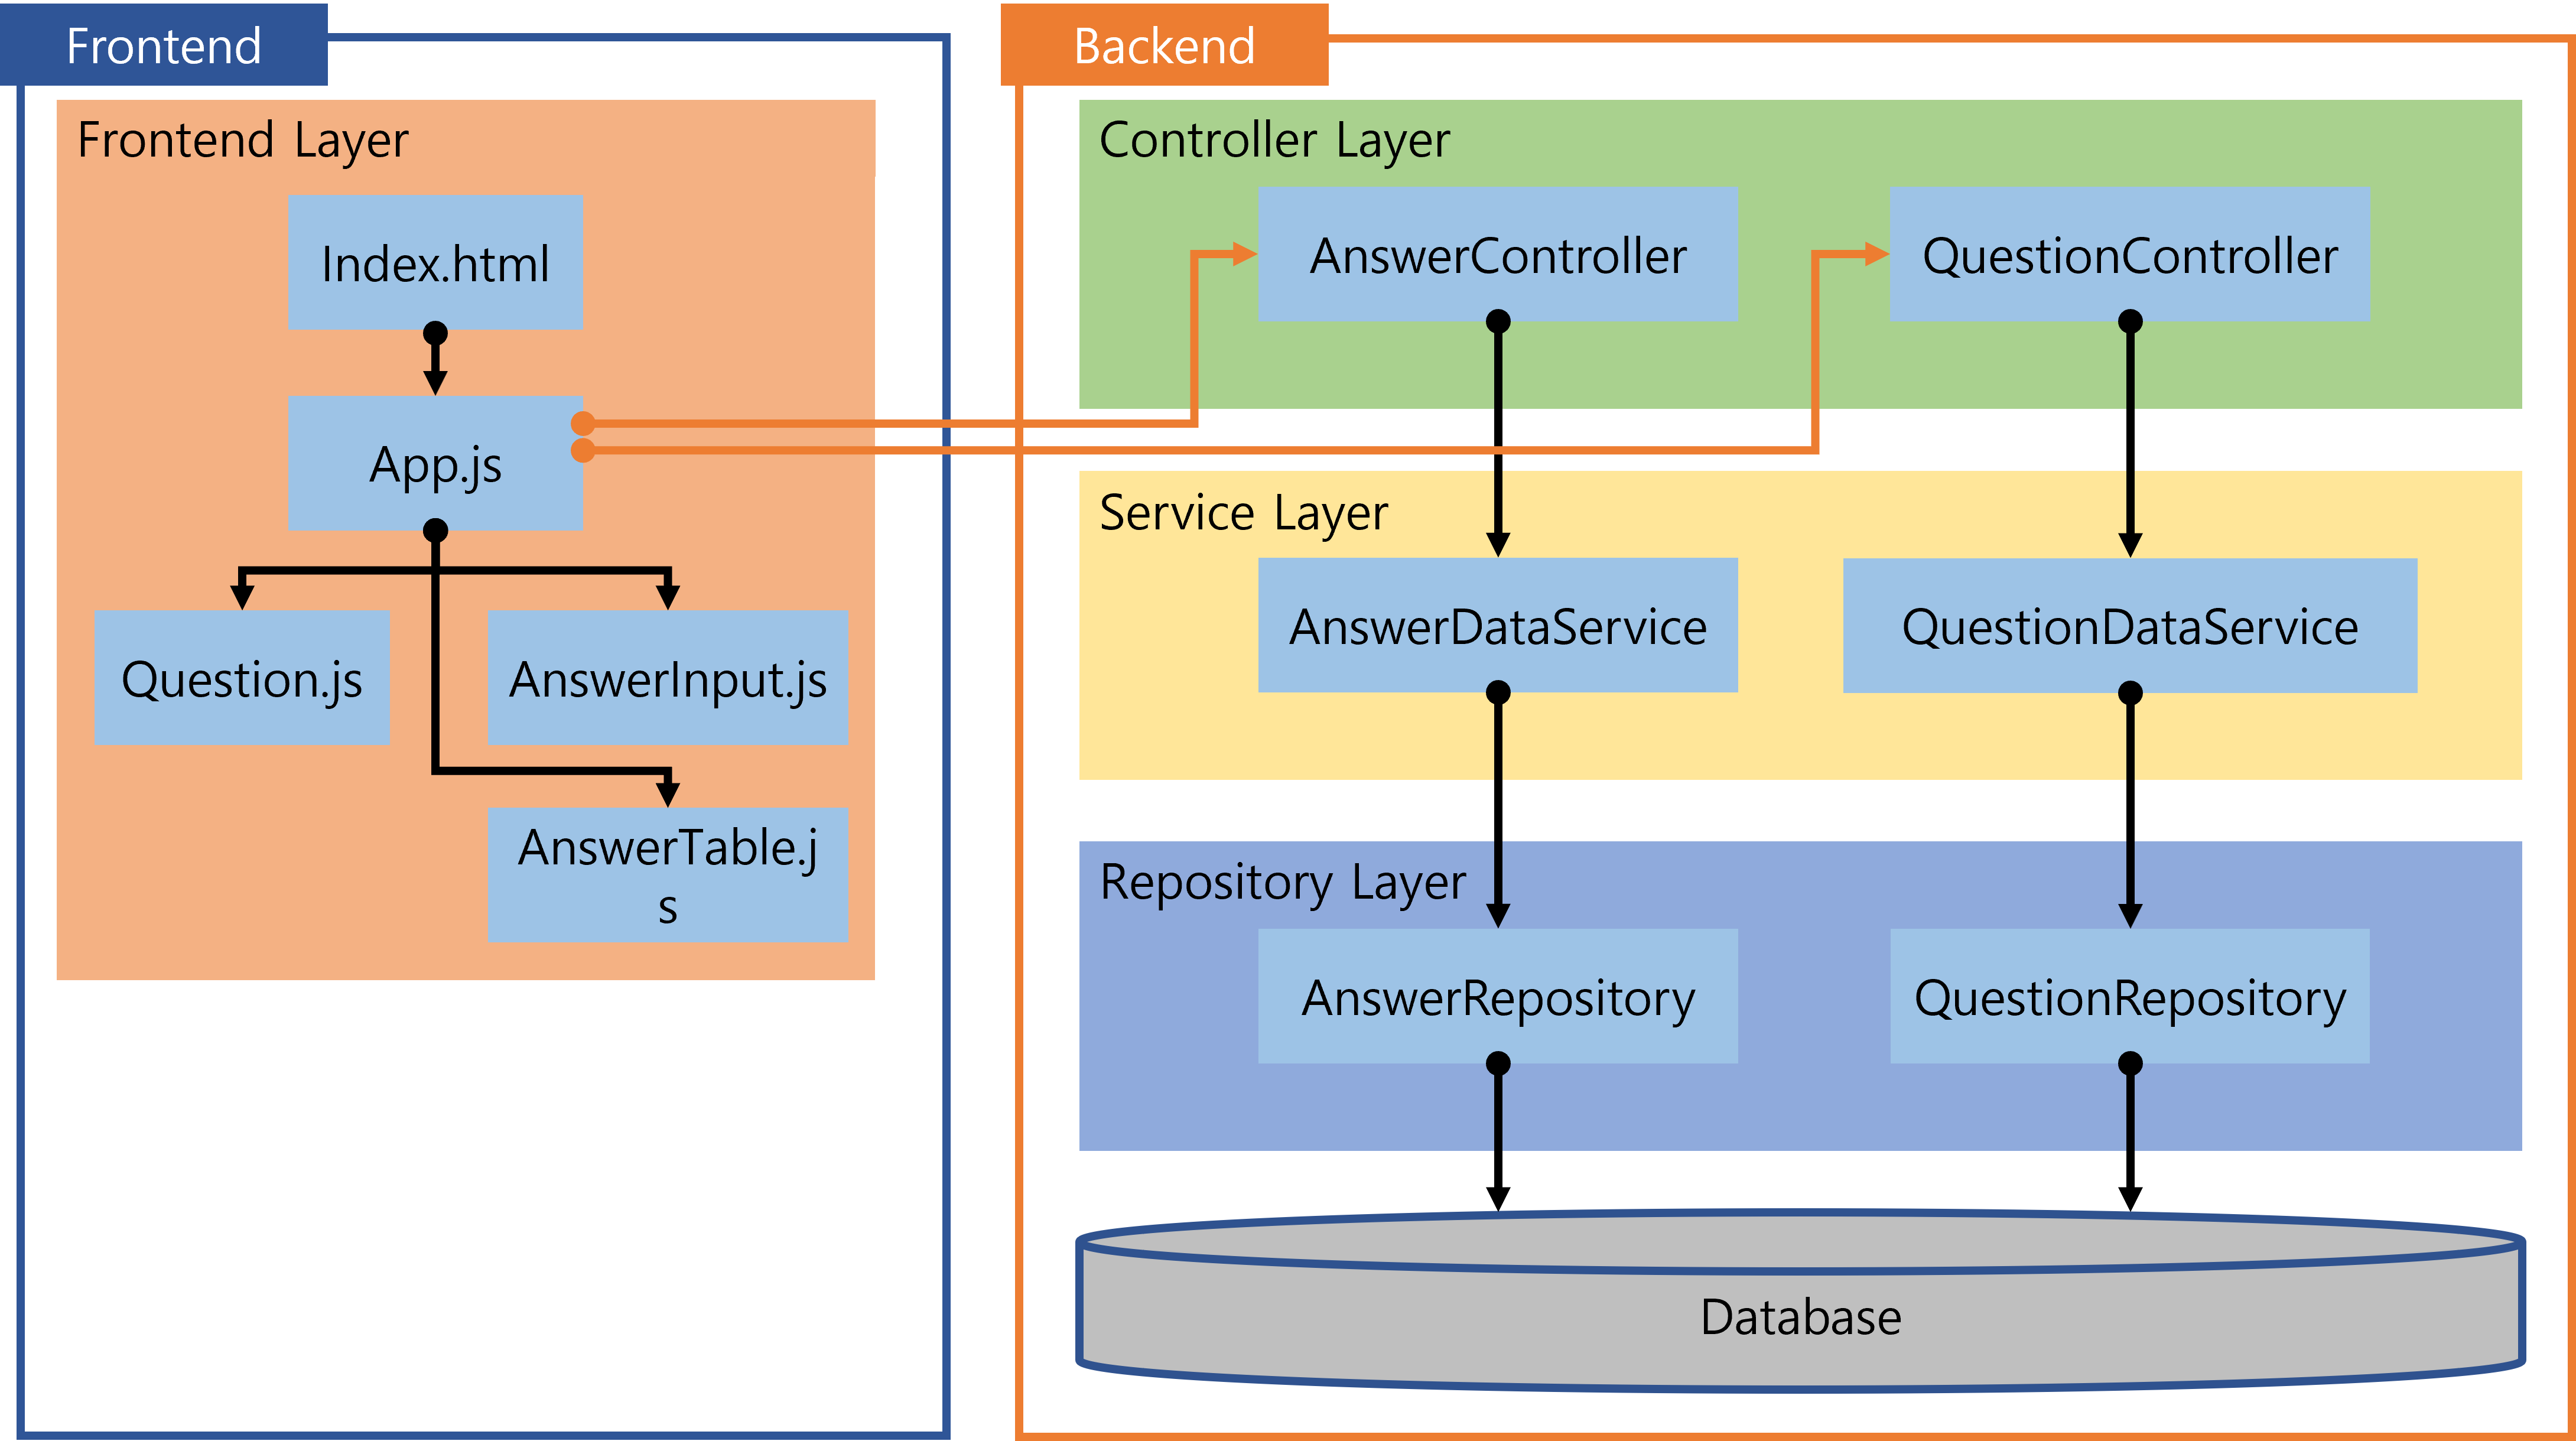 Frontend
Frontend Layer
Index.html
App.js
Question.js
AnswerInput.js
AnswerTable.j
s
Backend
Controller Layer
AnswerController
QuestionController
Service Layer
AnswerDataService
QuestionDataService
Repository Layer
AnswerRepository
QuestionRepository
Database